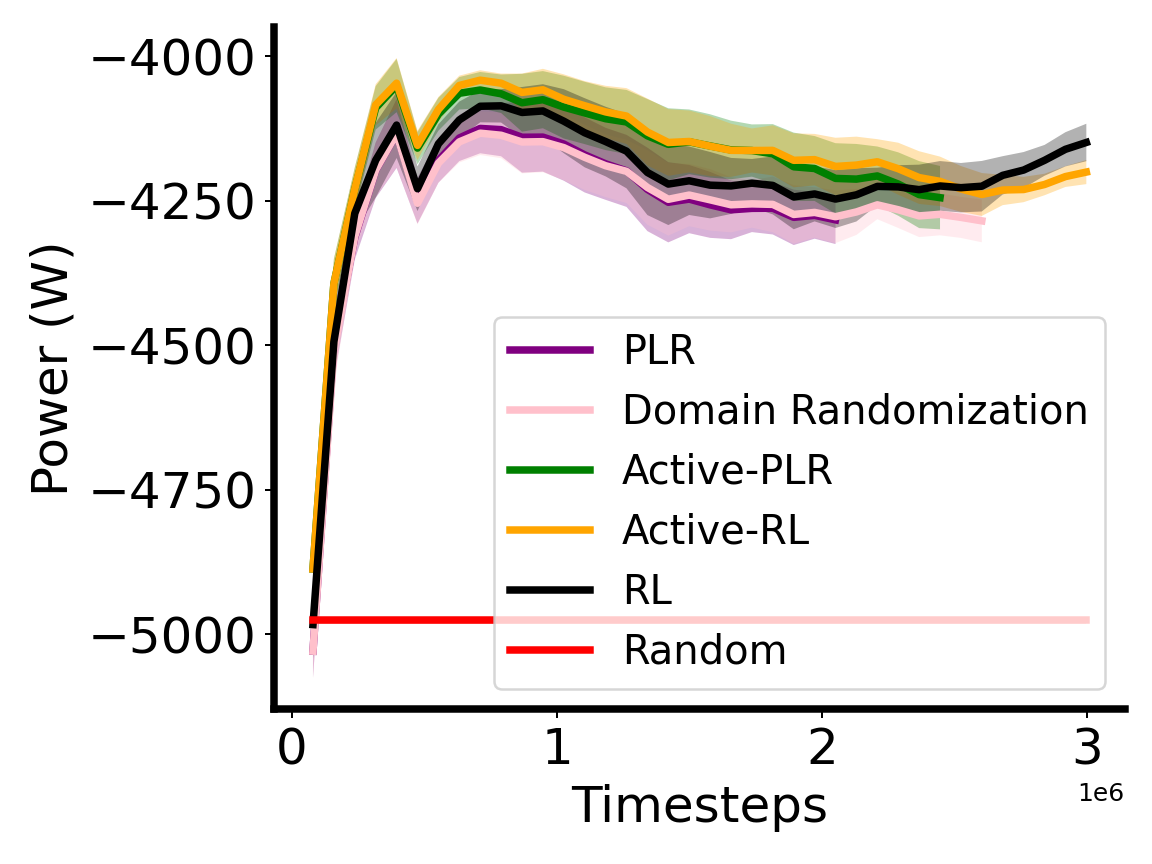 −4000
−4250
−4500
−4750
−5000
Power (W)
PLR
Domain Randomization
Active-PLR
Active-RL
RL
Random
0
1
2
3
1e6
Timesteps